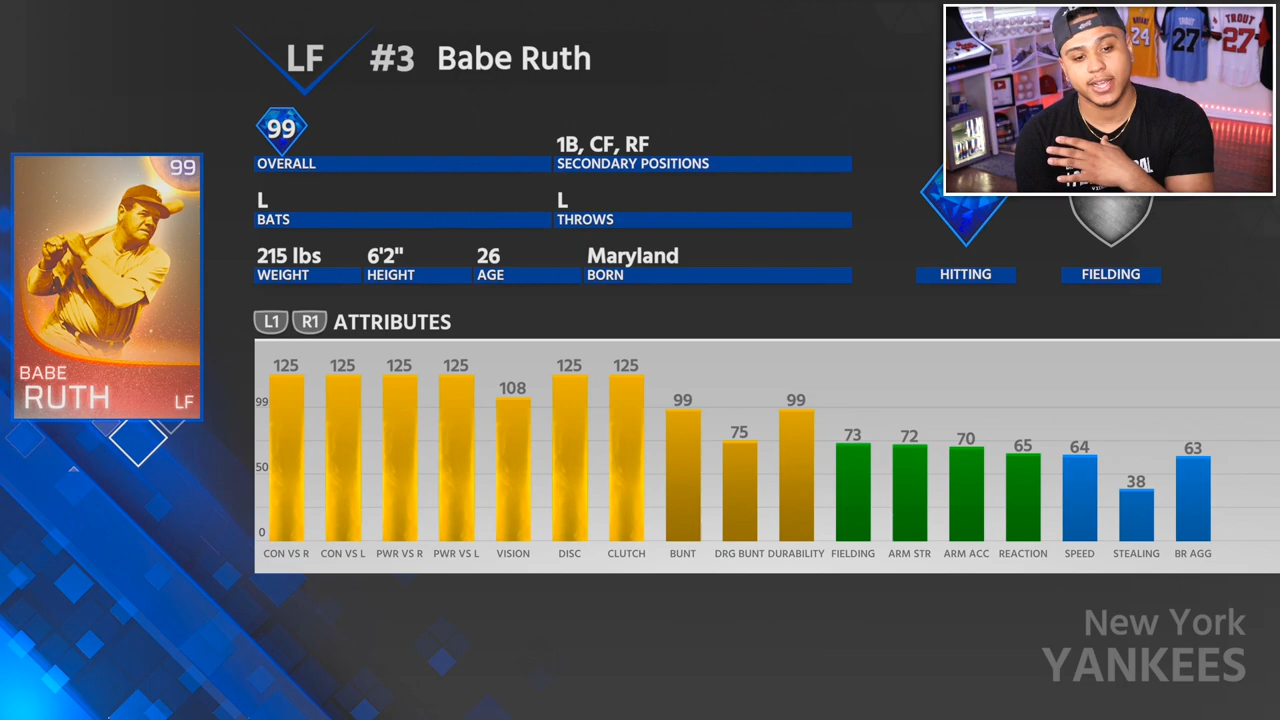 LF #3 Babe Ruth
99
OVERALL
1B, CF, RF
SECONDARY POSITIONS
L
BATS
L
THROWS
215 lbs
WEIGHT
6'2"
HEIGHT
26
AGE
Maryland
BORN
HITTING
FIELDING
99
BABE
RUTH
LF
L1 R1 ATTRIBUTES
99
50
0
125 125 125 125 108 125 125 99 75 99 73 72 70 65 64 38 63
CON VS R CON VS L PWR VS R PWR VS L VISION DISC CLUTCH BUNT DRG BUNT DURABILITY FIELDING ARM STR ARM ACC REACTION SPEED STEALING BR AGG
New York
YANKEES
24
27
TROUT
27